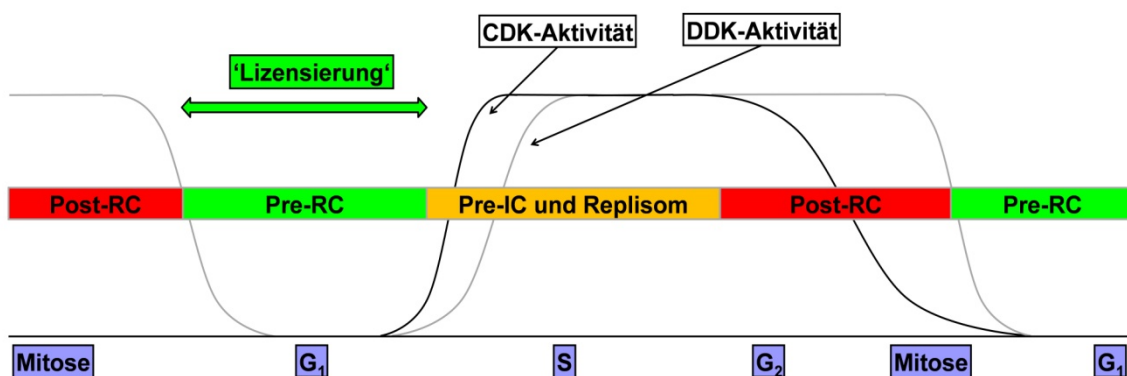 CDK-Aktivität
DDK-Aktivität
‘Lizensierung‘
Post-RC
Pre-RC
Pre-IC und Replisom
Post-RC
Pre-RC
Mitose
G₁
S
G₂
Mitose
G₁